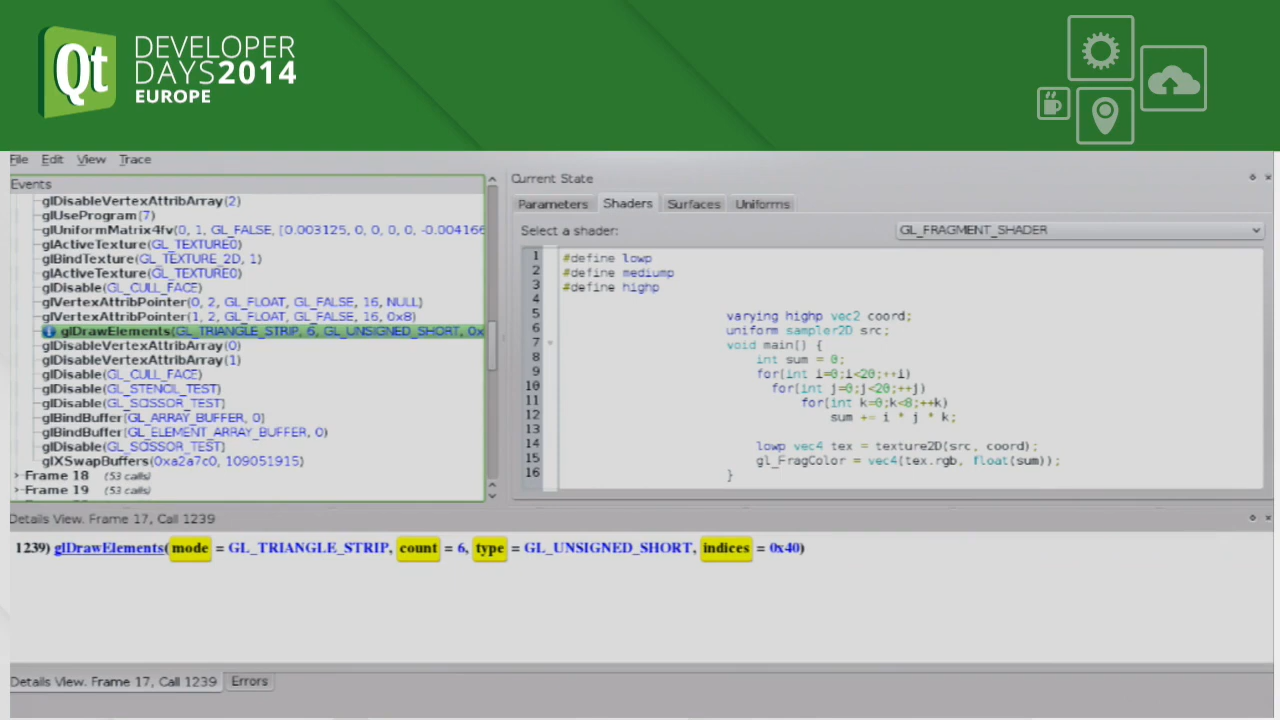 Qt
DEVELOPER
DAYS2014
EUROPE
File Edit View Trace
Events
glDisableVertexAttribArray(2)
glUseProgram(7)
glUniformMatrix4fv(0, 1, GL_FALSE, [0.003125, 0, 0, 0, 0, -0.004166
glActiveTexture(GL_TEXTURE0)
glBindTexture(GL_TEXTURE_2D, 1)
glActiveTexture(GL_TEXTURE0)
glDisable(GL_CULL_FACE)
glVertexAttribPointer(0, 2, GL_FLOAT, GL_FALSE, 16, NULL)
glVertexAttribPointer(1, 2, GL_FLOAT, GL_FALSE, 16, 0x8)
glDrawElements(GL_TRIANGLE_STRIP, 6, GL_UNSIGNED_SHORT, 0x
glDisableVertexAttribArray(0)
glDisableVertexAttribArray(1)
glDisable(GL_CULL_FACE)
glDisable(GL_STENCIL_TEST)
glDisable(GL_SCISSOR_TEST)
glBindBuffer(GL_ARRAY_BUFFER, 0)
glBindBuffer(GL_ELEMENT_ARRAY_BUFFER, 0)
glDisable(GL_SCISSOR_TEST)
glXSwapBuffers(0xa2a7c0, 109051915)
Frame 18 (53 calls)
Frame 19 (53 calls)
Current State
Parameters Shaders Surfaces Uniforms
Select a shader: GL_FRAGMENT_SHADER
1 #define lowp
2 #define mediump
3 #define highp
4
5 varying highp vec2 coord;
6 uniform sampler2D src;
7 void main() {
8 int sum = 0;
9 for(int i=0;i<20;++i)
10 for(int j=0;j<20;++j)
11 for(int k=0;k<8;++k)
12 sum += i * j * k;
13
14 lowp vec4 tex = texture2D(src, coord);
15 gl_FragColor = vec4(tex.rgb, float(sum));
16 }
Details View. Frame 17, Call 1239
1239) glDrawElements(mode = GL_TRIANGLE_STRIP, count = 6, type = GL_UNSIGNED_SHORT, indices = 0x40)
Details View. Frame 17, Call 1239 Errors